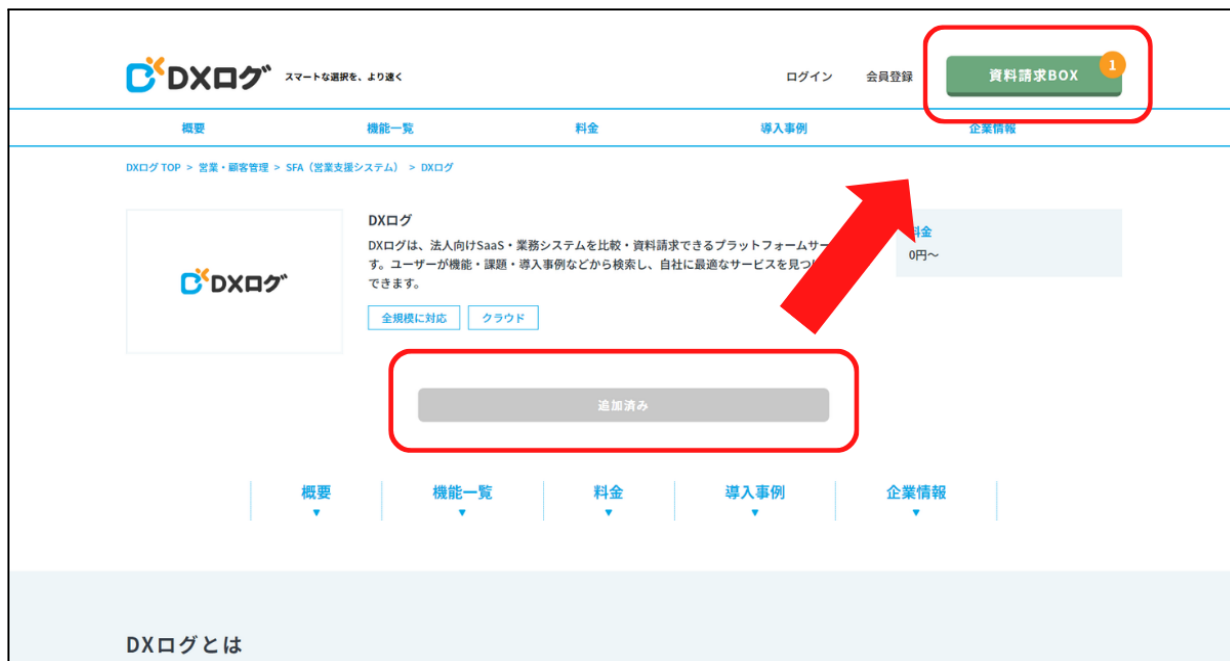 DXログ スマートな選択を、より速く
ログイン 会員登録 資料請求BOX 1
概要 機能一覧 料金 導入事例 企業情報
DXログ TOP > 営業・顧客管理 > SFA（営業支援システム） > DXログ
DXログ
DXログ
DXログは、法人向けSaaS・業務システムを比較・資料請求できるプラットフォームサー
す。ユーザーが機能・課題・導入事例などから検索し、自社に最適なサービスを見つ
できます。
全規模に対応 クラウド
料金
0円～
追加済み
概要 機能一覧 料金 導入事例 企業情報
DXログとは